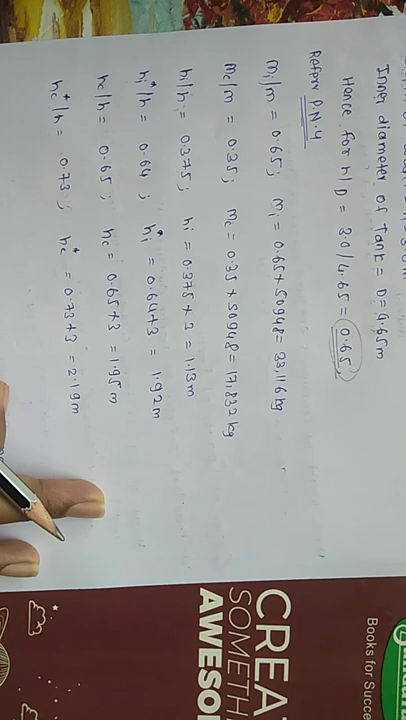 Inner diameter of Tank = D = 4.65m
Hence for h/D = 3.0/4.65 = 0.65,
Refer P.N.4
mi/m = 0.65; mi = 0.65 × 50948 = 33,116 kg
mc/m = 0.35; mc = 0.35 × 50948 = 17,832 kg
hi/h = 0.375; hi = 0.375 × 3 = 1.13m
hi*/h = 0.64; hi* = 0.64×3 = 1.92m
hc/h = 0.65; hc = 0.65×3 = 1.95m
hc*/h = 0.73; hc* = 0.73×3 = 2.19m
Books for Succe
CREA
SOMETH
AWESO